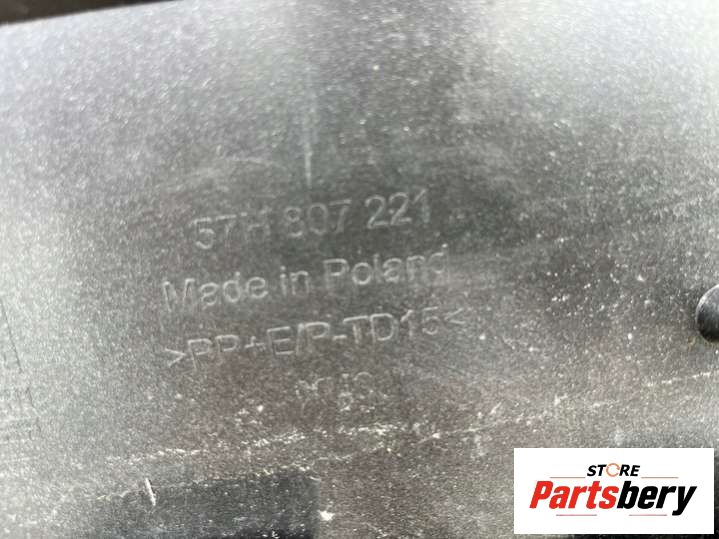 57H 807 221
Made in Poland
>PP+E/P-TD15<
STORE
Partsbery